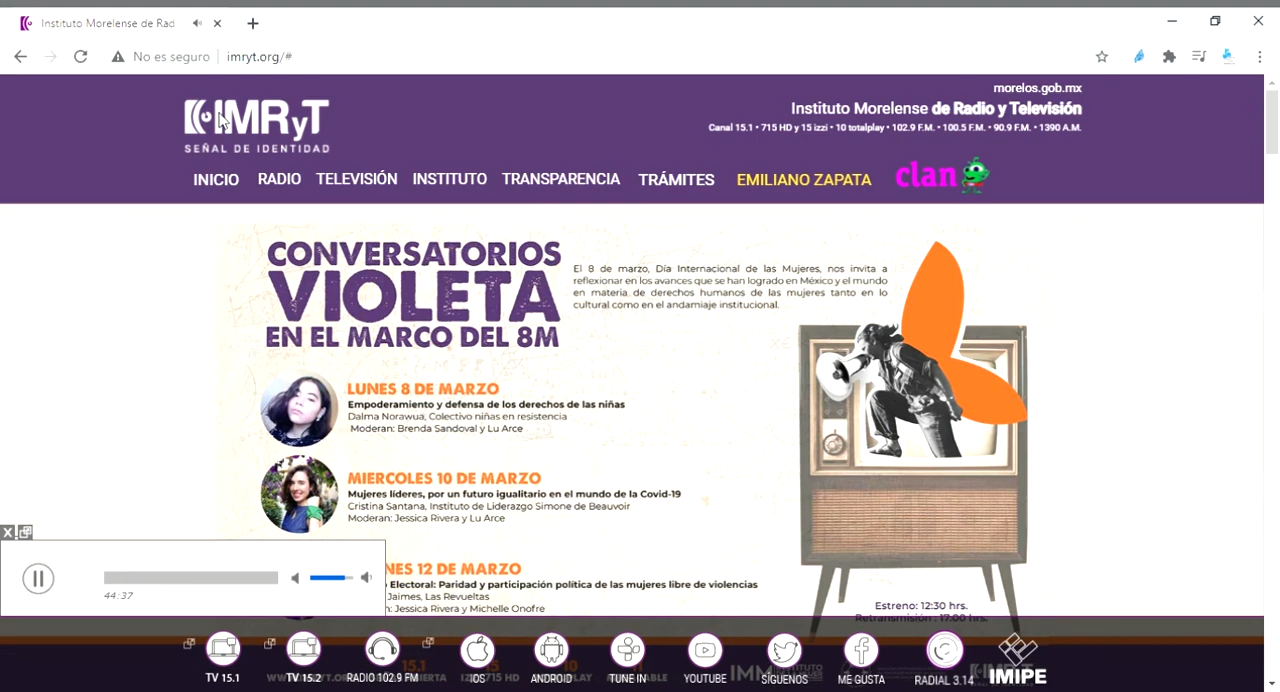 Instituto Morelense de Rad
No es seguro
imryt.org/#
morelos.gob.mx
IMRyT
Instituto Morelense de Radio y Televisión
SEÑAL DE IDENTIDAD
Canal 15.1 • 715 HD y 15 izzi • 10 totalplay • 102.9 F.M. • 100.5 F.M. • 90.9 F.M. • 1390 A.M.
INICIO RADIO TELEVISIÓN INSTITUTO TRANSPARENCIA TRÁMITES EMILIANO ZAPATA clan
CONVERSATORIOS
VIOLETA
EN EL MARCO DEL 8M
El 8 de marzo, Día Internacional de las Mujeres, nos invita a
reflexionar en los avances que se han logrado en México y el mundo
en materia de derechos humanos de las mujeres tanto en lo
cultural como en el andamiaje institucional.
LUNES 8 DE MARZO
Empoderamiento y defensa de los derechos de las niñas
Dalma Norawua, Colectivo niñas en resistencia
Moderan: Brenda Sandoval y Lu Arce
MIERCOLES 10 DE MARZO
Mujeres líderes, por un futuro igualitario en el mundo de la Covid-19
Cristina Santana, Instituto de Liderazgo Simone de Beauvoir
Moderan: Jessica Rivera y Lu Arce
NES 12 DE MARZO
Electoral: Paridad y participación política de las mujeres libre de violencias
Jaimes, Las Revueltas
n: Jessica Rivera y Michelle Onofre
44:37
Estreno: 12:30 hrs.
Retransmisión : 17:00 hrs.
TV 15.1 TV 15.2 RADIO 102.9 FM iOS ANDROID TUNE IN YOUTUBE SÍGUENOS ME GUSTA RADIAL 3.14 IMIPE